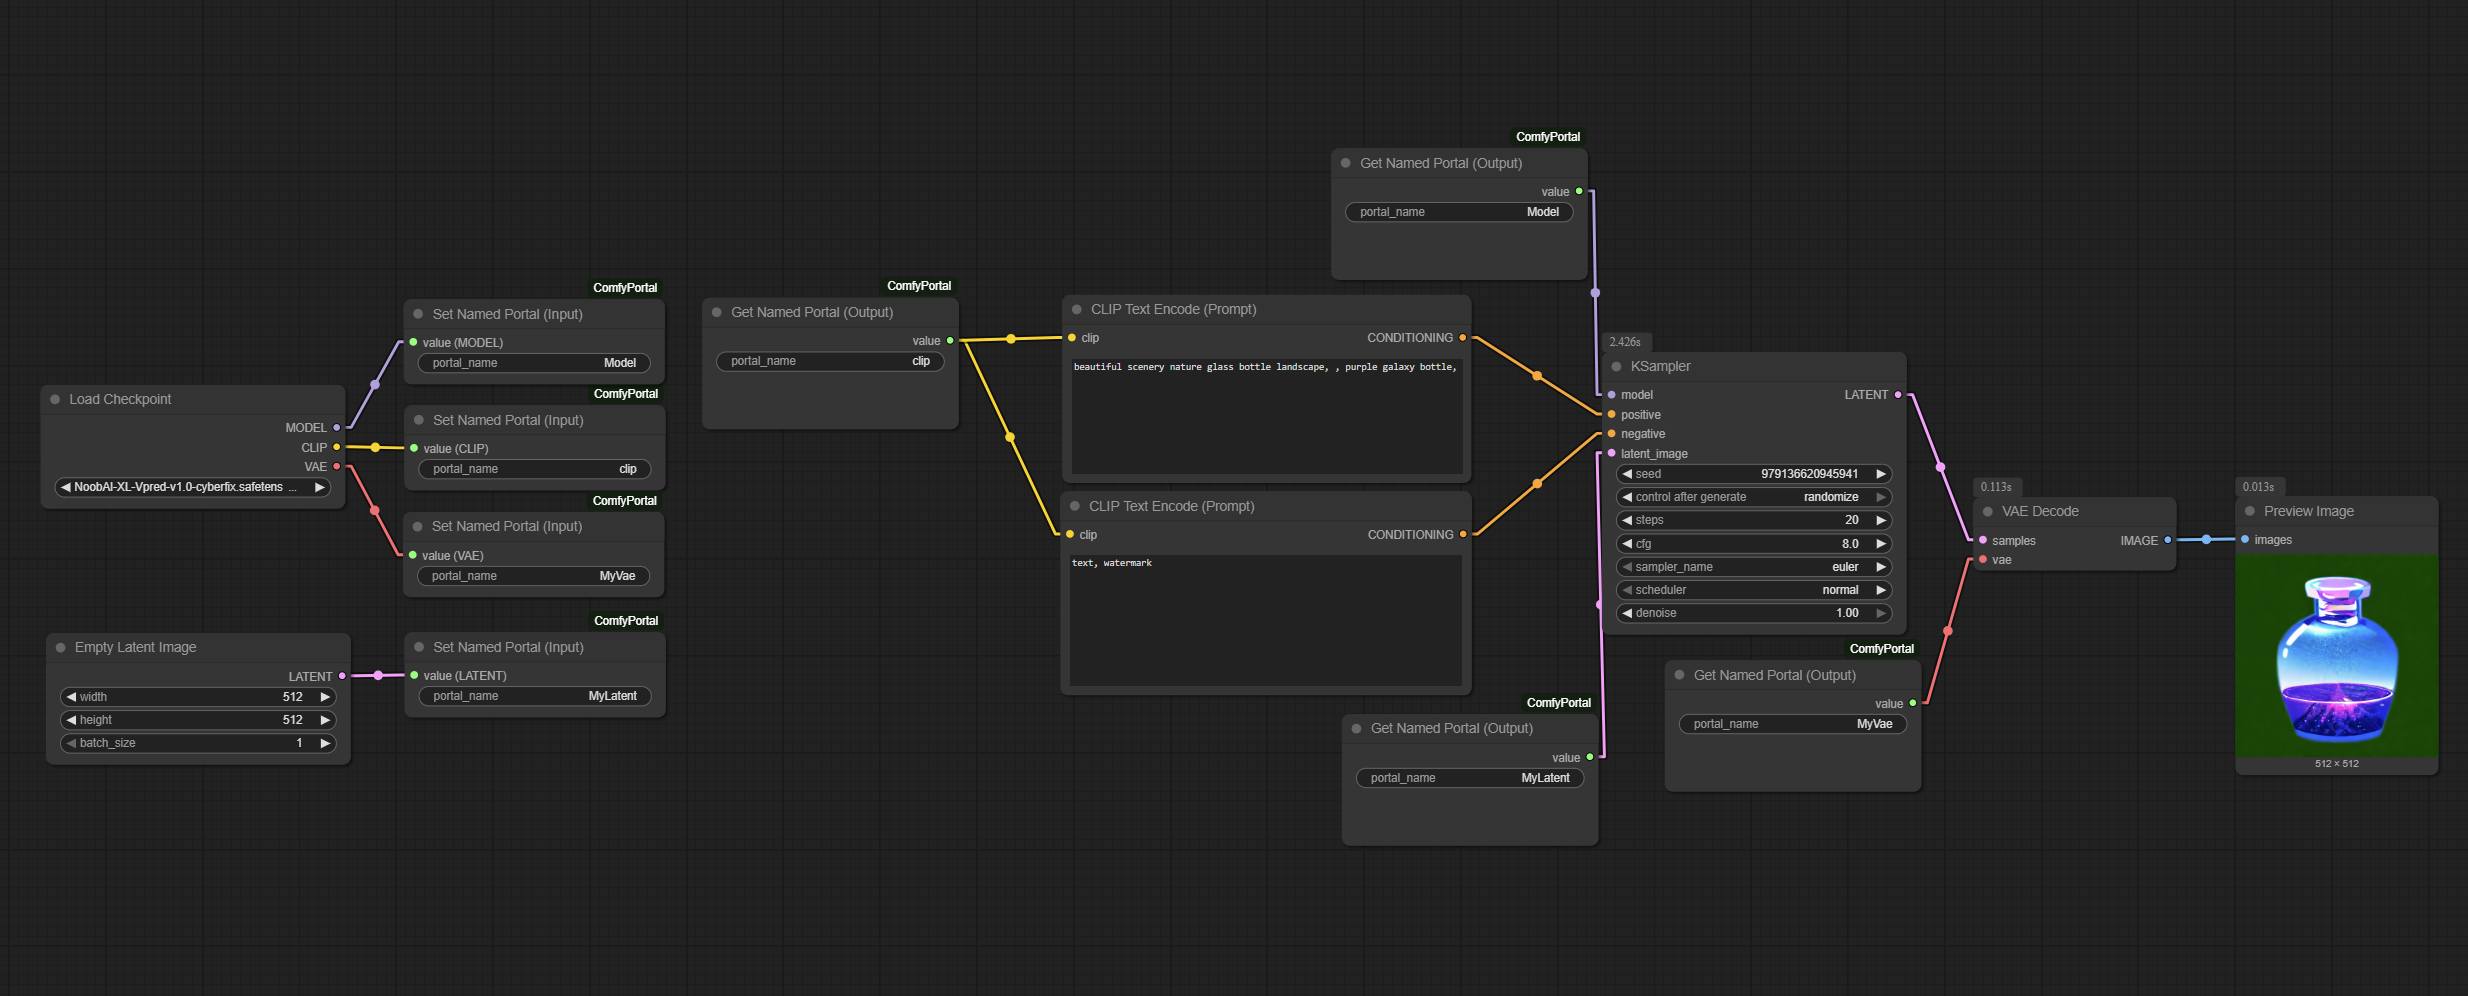 ComfyPortal
Get Named Portal (Output)
value
portal_name Model
ComfyPortal
Set Named Portal (Input)
value (MODEL)
portal_name Model
ComfyPortal
Set Named Portal (Input)
value (CLIP)
portal_name clip
ComfyPortal
Set Named Portal (Input)
value (VAE)
portal_name MyVae
Load Checkpoint
MODEL
CLIP
VAE
NoobAI-XL-Vpred-v1.0-cyberfix.safetens ...
Empty Latent Image
LATENT
width 512
height 512
batch_size 1
ComfyPortal
Set Named Portal (Input)
value (LATENT)
portal_name MyLatent
ComfyPortal
Get Named Portal (Output)
value
portal_name clip
CLIP Text Encode (Prompt)
clip CONDITIONING
beautiful scenery nature glass bottle landscape, , purple galaxy bottle,
CLIP Text Encode (Prompt)
clip CONDITIONING
text, watermark
ComfyPortal
Get Named Portal (Output)
value
portal_name MyLatent
2.426s
KSampler
model LATENT
positive
negative
latent_image
seed 979136620945941
control after generate randomize
steps 20
cfg 8.0
sampler_name euler
scheduler normal
denoise 1.00
ComfyPortal
Get Named Portal (Output)
value
portal_name MyVae
0.113s
VAE Decode
samples IMAGE
vae
0.013s
Preview Image
images
512 × 512